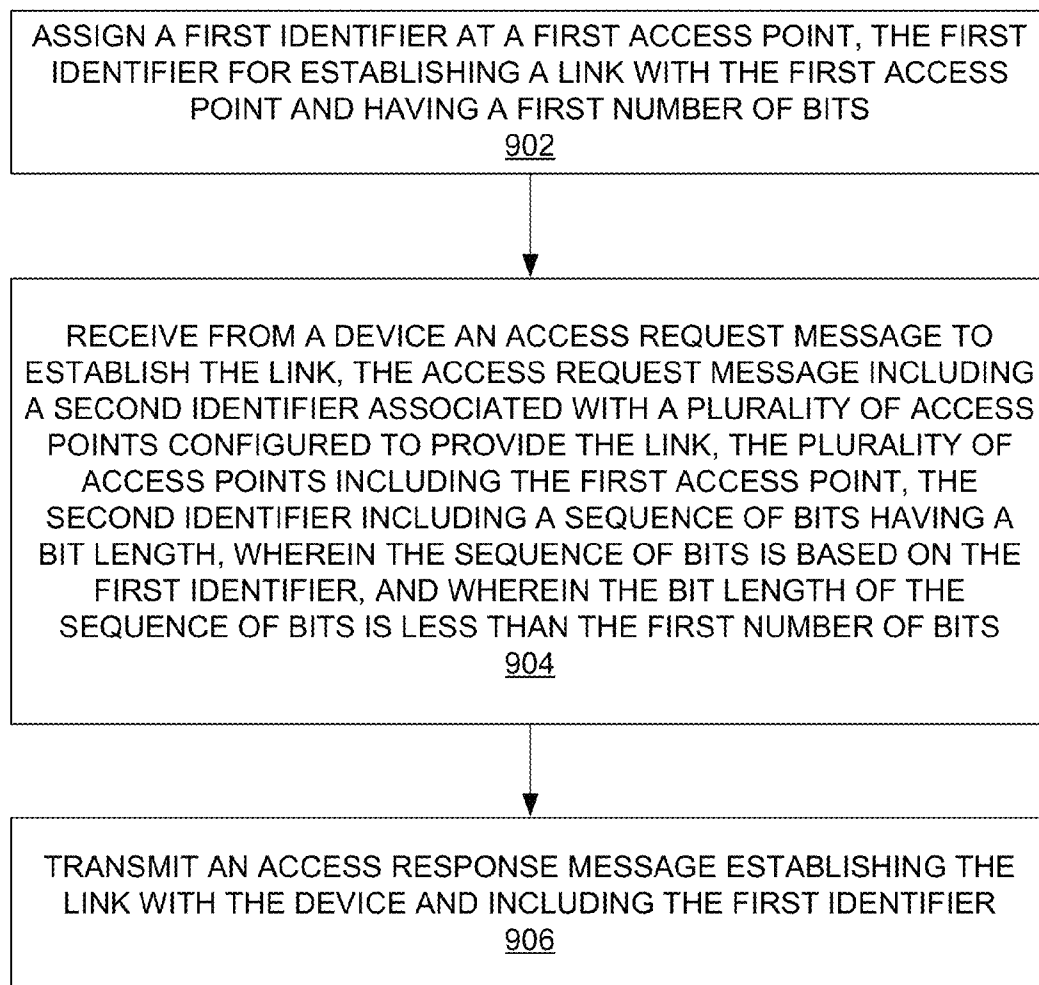 ASSIGN A FIRST IDENTIFIER AT A FIRST ACCESS POINT, THE FIRST
IDENTIFIER FOR ESTABLISHING A LINK WITH THE FIRST ACCESS
POINT AND HAVING A FIRST NUMBER OF BITS
902
RECEIVE FROM A DEVICE AN ACCESS REQUEST MESSAGE TO
ESTABLISH THE LINK, THE ACCESS REQUEST MESSAGE INCLUDING
A SECOND IDENTIFIER ASSOCIATED WITH A PLURALITY OF ACCESS
POINTS CONFIGURED TO PROVIDE THE LINK, THE PLURALITY OF
ACCESS POINTS INCLUDING THE FIRST ACCESS POINT, THE
SECOND IDENTIFIER INCLUDING A SEQUENCE OF BITS HAVING A
BIT LENGTH, WHEREIN THE SEQUENCE OF BITS IS BASED ON THE
FIRST IDENTIFIER, AND WHEREIN THE BIT LENGTH OF THE
SEQUENCE OF BITS IS LESS THAN THE FIRST NUMBER OF BITS
904
TRANSMIT AN ACCESS RESPONSE MESSAGE ESTABLISHING THE
LINK WITH THE DEVICE AND INCLUDING THE FIRST IDENTIFIER
906